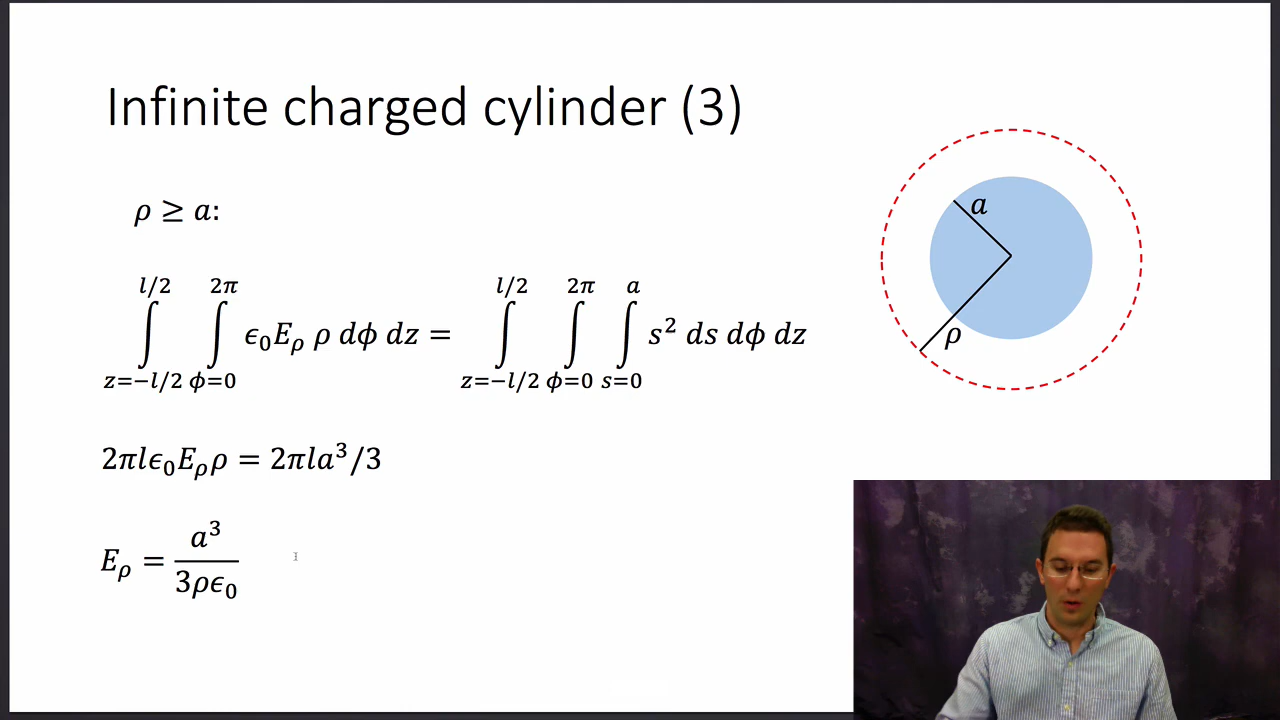 Infinite charged cylinder (3)
ρ ≥ a:
∫_{z=−l/2}^{l/2} ∫_{ϕ=0}^{2π} ϵ₀E_ρ ρ dϕ dz = ∫_{z=−l/2}^{l/2} ∫_{ϕ=0}^{2π} ∫_{s=0}^{a} s² ds dϕ dz
2πlϵ₀E_ρρ = 2πla³/3
E_ρ = a³/3ρϵ₀
a
ρ